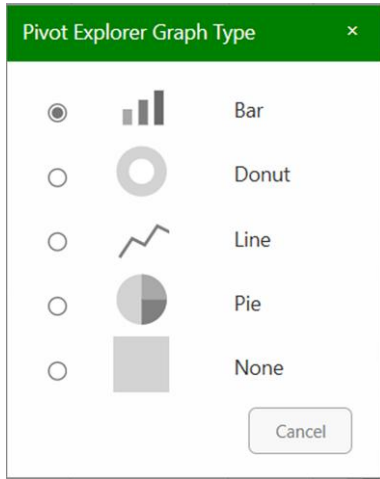 Pivot Explorer Graph Type ×
Bar
Donut
Line
Pie
None
Cancel